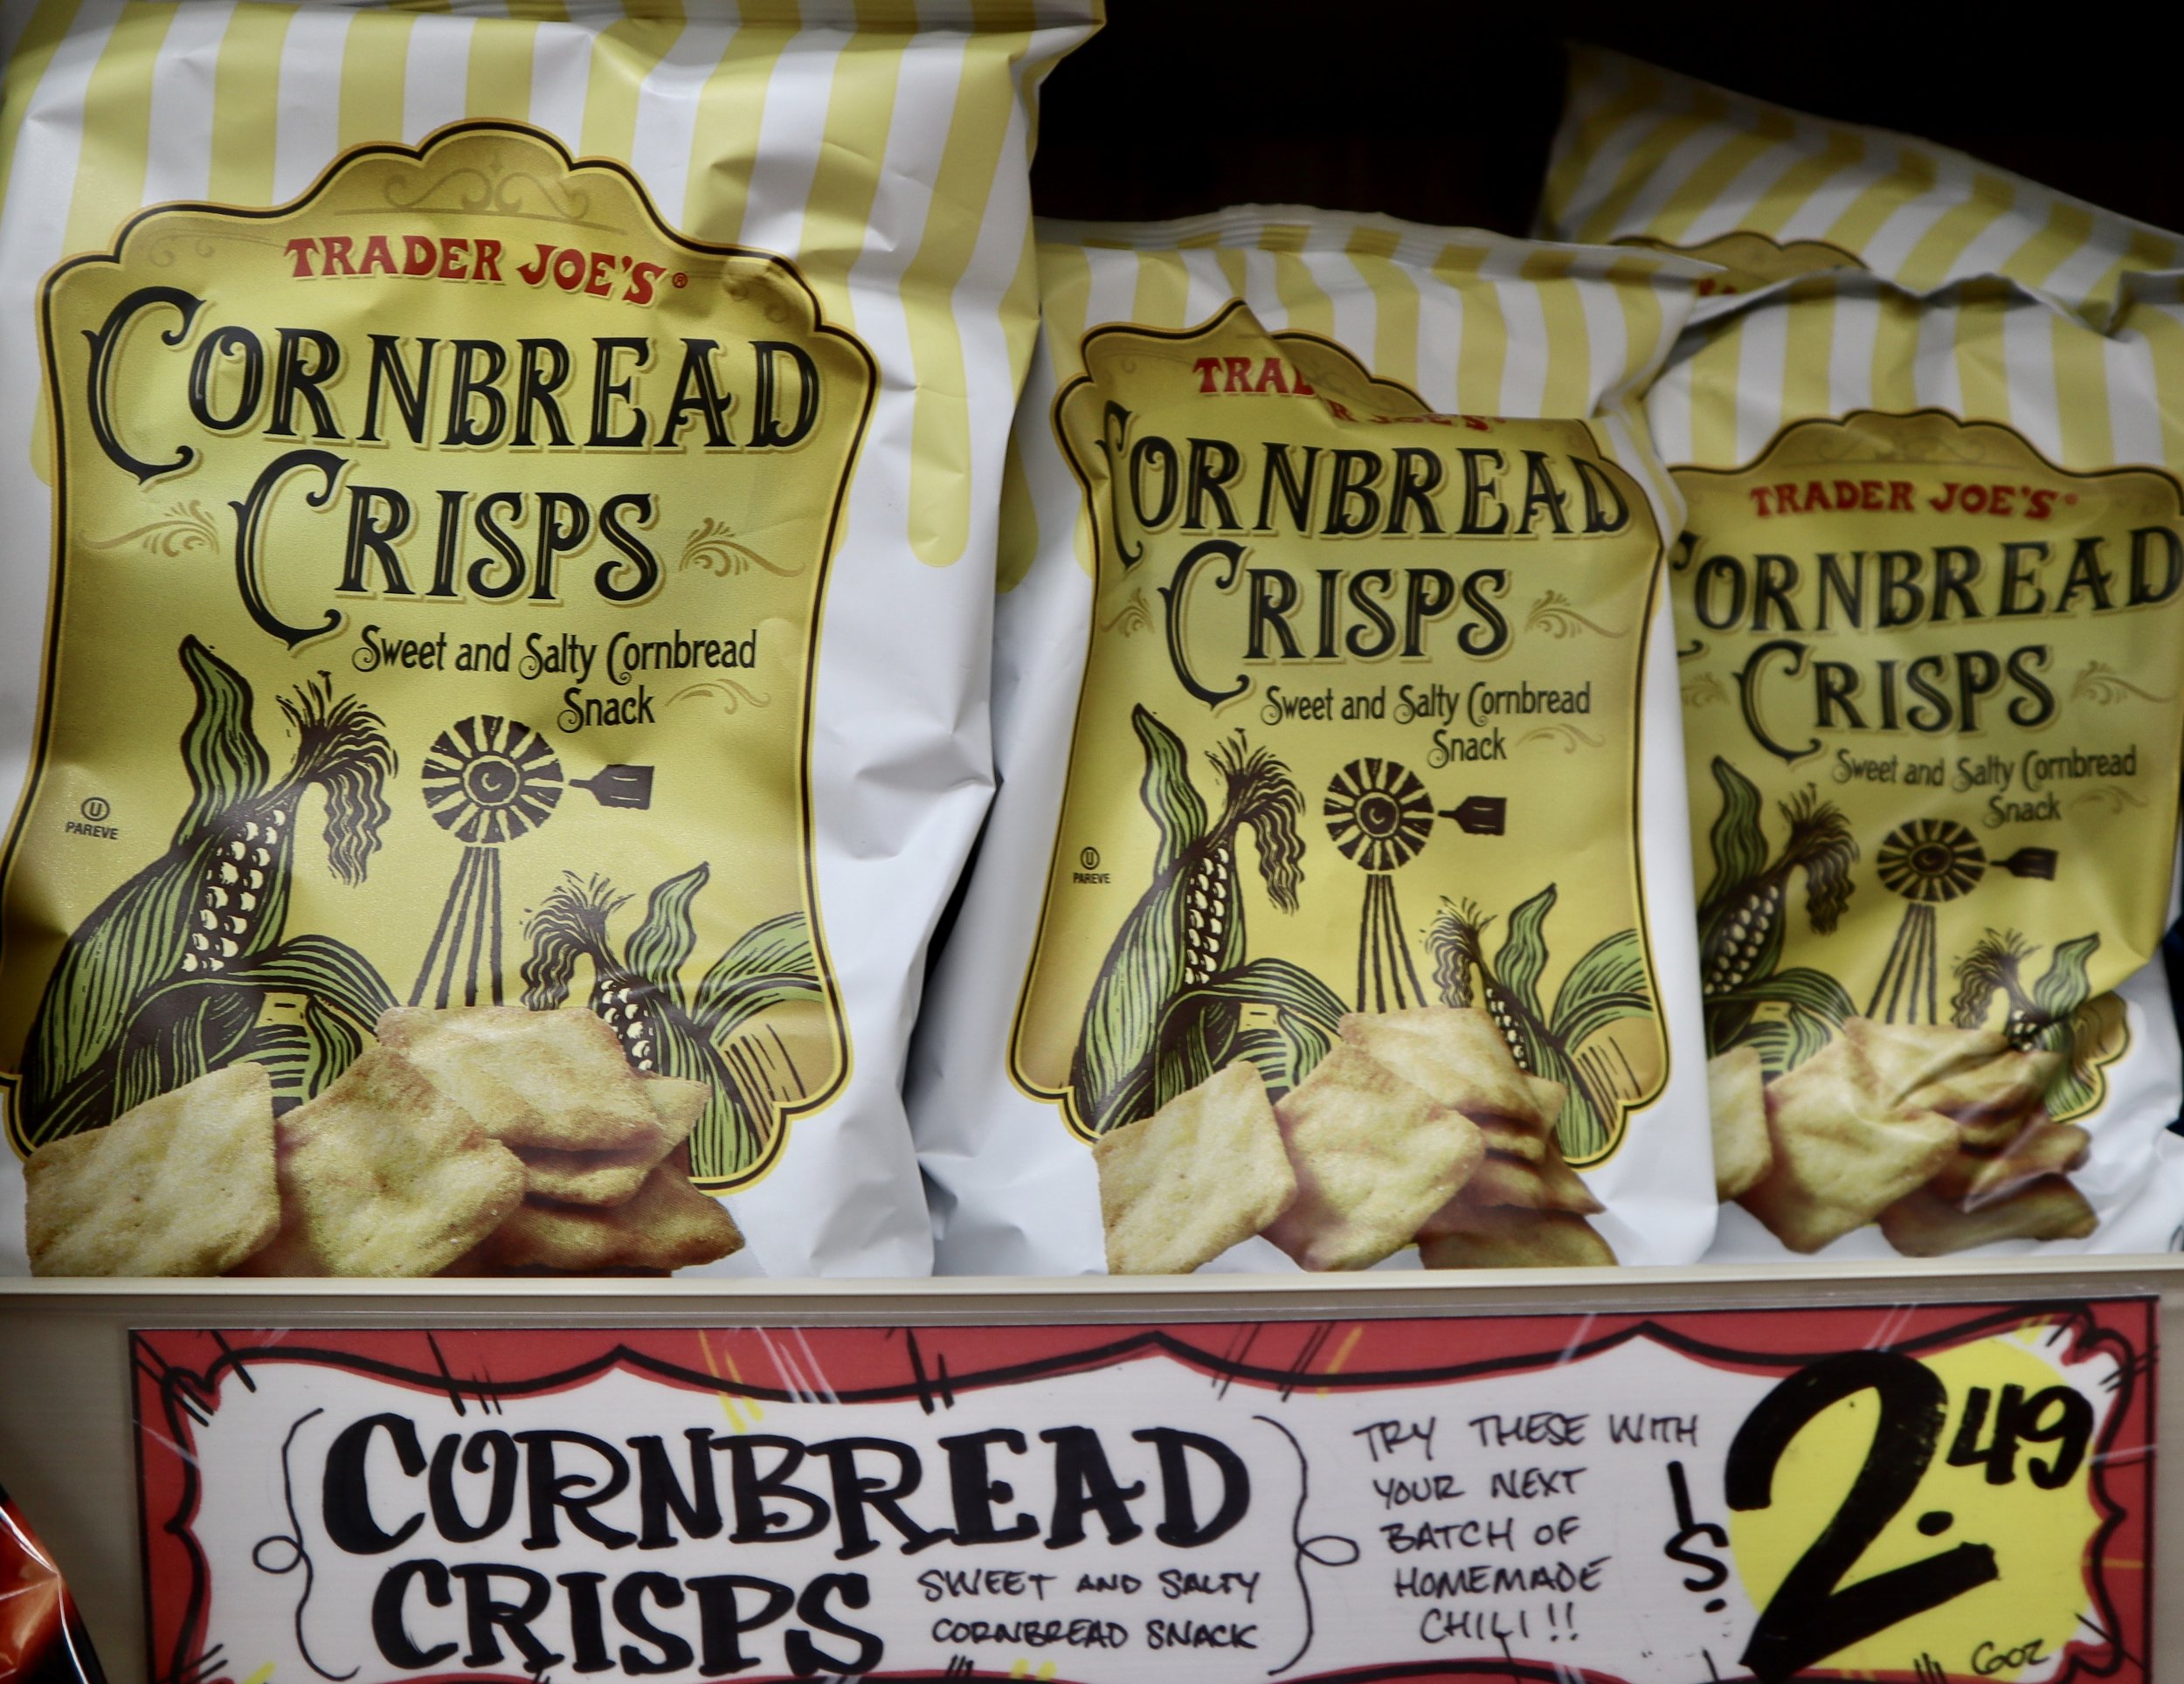 TRADER JOE'S®
CORNBREAD
CRISPS
Sweet and Salty Cornbread
Snack
U
PAREVE
TRA
R JOE'S
CORNBREAD
CRISPS
Sweet and Salty Cornbread
Snack
U
PAREVE
TRADER JOE'S®
CORNBREAD
CRISPS
Sweet and Salty Cornbread
Snack
CORNBREAD
CRISPS
SWEET AND SALTY
CORNBREAD SNACK
TRY THESE WITH
YOUR NEXT
BATCH OF
HOMEMADE
CHILI!!
$2.49
6oz